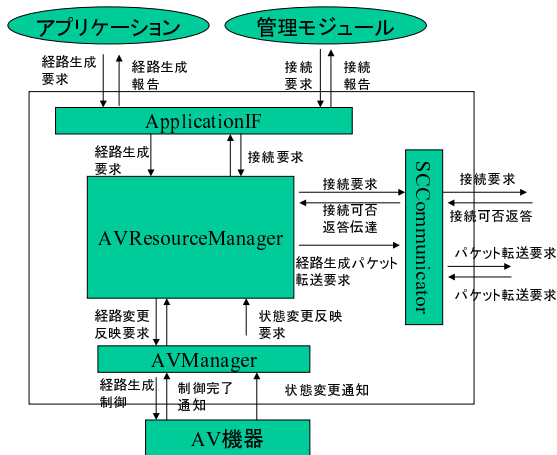 アプリケーション
管理モジュール
経路生成
要求
経路生成
報告
接続
要求
接続
報告
ApplicationIF
経路生成
要求
接続要求
AVResourceManager
接続要求
接続可否
返答伝達
経路生成パケット
転送要求
SCCommunicator
接続要求
接続可否返答
パケット転送要求
パケット転送要求
経路変更
反映要求
状態変更反映
要求
AVManager
経路生成
制御
制御完了
通知
状態変更通知
AV機器